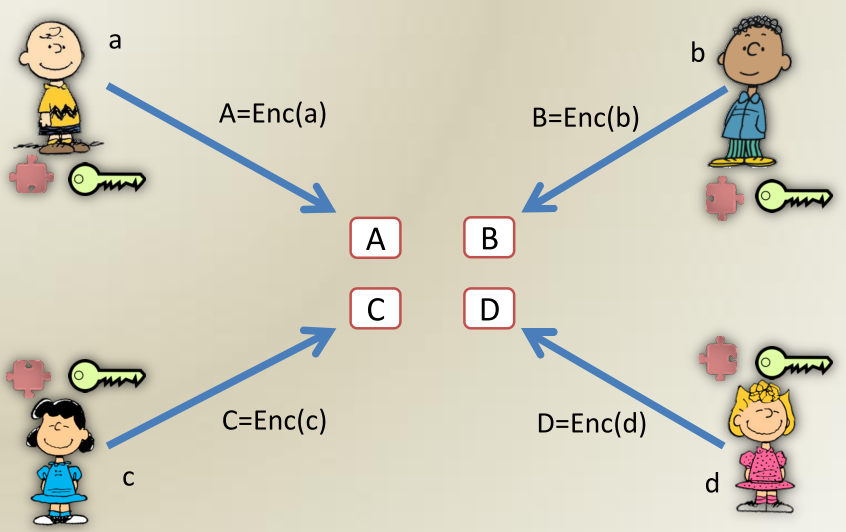 a
b
A=Enc(a)
B=Enc(b)
A
B
C
D
C=Enc(c)
D=Enc(d)
c
d